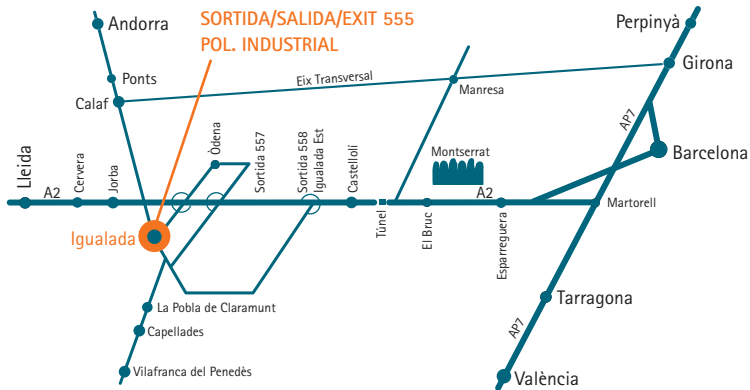 SORTIDA/SALIDA/EXIT 555
POL. INDUSTRIAL
Andorra
Perpinyà
Ponts
Eix Transversal
Girona
Calaf
Manresa
AP7
Lleida
A2
Cervera
Jorba
Òdena
Sortida 557
Sortida 558
Igualada Est
Castellolí
Túnel
Montserrat
El Bruc
A2
Esparreguera
Barcelona
Martorell
Igualada
La Pobla de Claramunt
Tarragona
Capellades
AP7
Vilafranca del Penedès
València